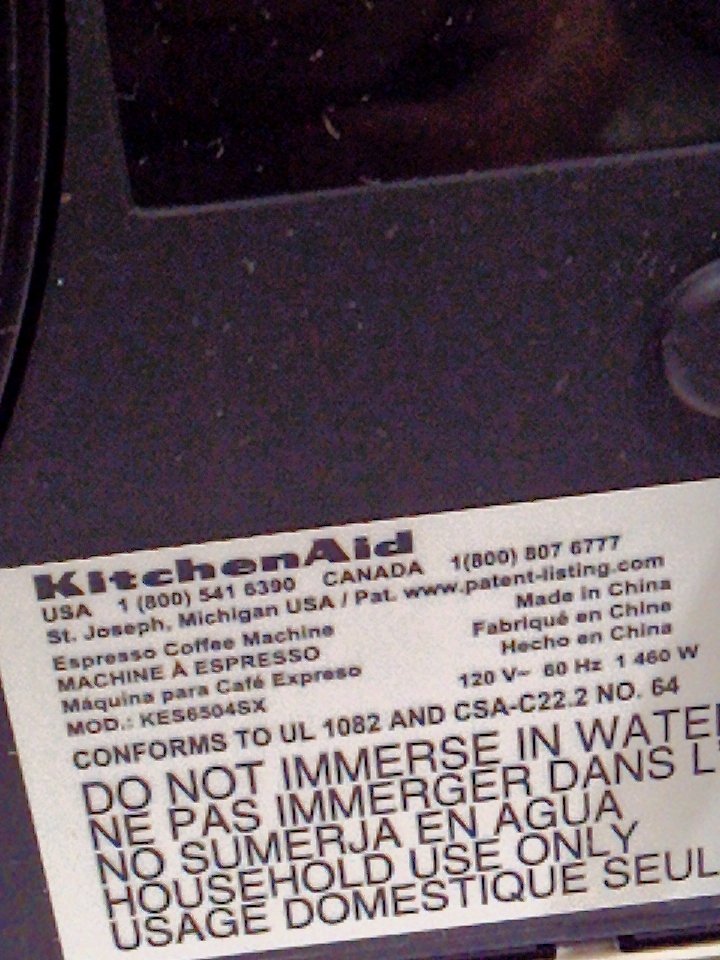 KitchenAid
USA 1 (800) 541 6390 CANADA 1(800) 807 6777
St. Joseph, Michigan USA / Pat. www.patent-listing.com
Espresso Coffee Machine Made in China
MACHINE À ESPRESSO Fabriqué en Chine
Máquina para Café Expreso Hecho en China
MOD.: KES6504SX 120 V~ 60 Hz 1 460 W
CONFORMS TO UL 1082 AND CSA-C22.2 NO. 64
DO NOT IMMERSE IN WATE
NE PAS IMMERGER DANS L'
NO SUMERJA EN AGUA
HOUSEHOLD USE ONLY
USAGE DOMESTIQUE SEUL